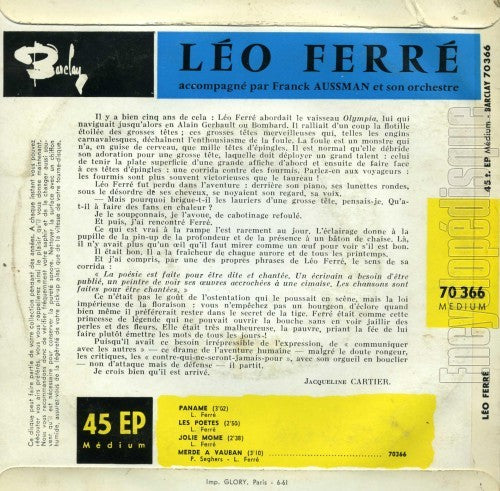 Barclay
LÉO FERRÉ
accompagné par Franck AUSSMAN et son orchestre
Il y a bien cinq ans de cela : Léo Ferré abordait le vaisseau Olympia, lui qui
naviguait jusqu'alors en Alain Gerbault ou Bombard. Il ralliait d'un coup la flotille
étoilée des grosses têtes ; ces grosses têtes merveilleuses qui, telles les engins
carnavalesques, déchaînent l'enthousiasme de la foule. La foule est un monstre qui
n'a, en guise de cerveau, que mille têtes d'épingles. Il est normal qu'elle débride
son adoration pour une grosse tête, laquelle doit déployer un grand talent : celui
de tenir la plate superficie d'une grande affiche d'abord et ensuite de faire face
à ces têtes d'épingles : une corrida contre des fourmis. Parlez-en aux voyageurs :
les fourmis sont plus souvent victorieuses que le taureau !
Léo Ferré fut perdu dans l'aventure : derrière son piano, ses lunettes rondes,
sous le désordre de ses cheveux, se noyaient son regard, sa voix.
— Mais pourquoi brigue-t-il les lauriers d'une grosse tête, pensais-je. Qu'a-
t-il à faire des fans en chaleur ?
Je le soupçonnais, je l'avoue, de cabotinage refoulé.
Et puis, j'ai rencontré Ferré.
Ce qui est vrai à la rampe l'est rarement au jour. L'éclairage donne à la
pupille la pin-up de la profondeur et de la présence à un bâton de chaise. Là,
il n'y avait plus qu'un œil qu'il faut mirer comme un œuf pour voir s'il est bon.
Il était bon. Il a la fraîcheur de chaque aurore et de tous les printemps.
Et j'ai compris, par une des propres phrases de Léo Ferré, le sens de sa
corrida :
« La poésie est faite pour être dite et chantée. Un écrivain a besoin d'être
publié, un peintre de voir ses œuvres accrochées à une cimaise. Les chansons sont
faites pour être chantées. »
Ce n'était pas le goût de l'ostentation qui le poussait en scène, mais la loi
impérieuse de la floraison : vous n'empêchez pas un bourgeon d'éclore quand
bien même il préférerait rester dans le secret de la tige. Ferré était comme cette
princesse de légende qui ne pouvait ouvrir la bouche sans en voir jaillir des
perles et des fleurs. Elle était très malheureuse, la pauvre, priant la fée de lui
faire plutôt émettre les mots de tous les jours !
Puisqu'il avait ce besoin irrépressible de l'expression, de « communiquer
avec les autres » — ce drame de l'aventure humaine — malgré le doute rongeur,
les critiques, les « contre-qui-ne-seront-jamais-pour », avec son orgueil en bouclier
— non d'attaque mais de défense — il partit.
Je crois bien qu'il est arrivé.
Jacqueline CARTIER.
45 EP
Médium
PANAME (3'02)
L. Ferré
LES POETES (2'55)
L. Ferré
JOLIE MOME (2'38)
L. Ferré
MERDE A VAUBAN (3'10) 70366
P. Seghers - L. Ferré
Imp. GLORY, Paris - 6-61
45 t. EP Médium - BARCLAY 70366
70 366
MEDIUM
LÉO FERRÉ
Encyclopédisque